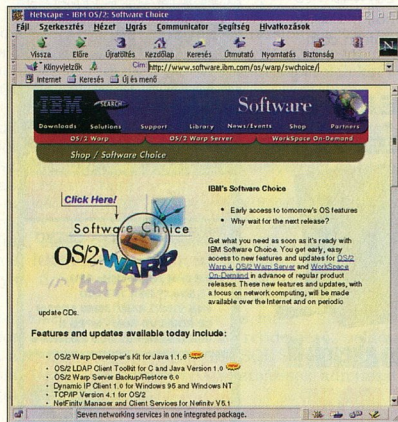 Netscape - IBM OS/2: Software Choice
Fájl Szerkesztés Nézet Ugrás Communicator Segítség Hivatkozások
Vissza Előre Újratöltés Kezdőlap Keresés Útmutató Nyomtatás Biztonság
Könyvjelzők Cím http://www.software.ibm.com/os/warp/swchoice/
Internet Keresés Új és menő
IBM SEARCH Software
Downloads Solutions Support Library News/Events Shop Partners
OS/2 Warp OS/2 Warp Server WorkSpace On-Demand
Shop / Software Choice
Click Here!
Software Choice
OS/2 WARP
IBM's Software Choice
Early access to tomorrow's OS features
Why wait for the next release?
Get what you need as soon as it's ready with
IBM Software Choice. You get early, easy
access to new features and updates for OS/2
Warp 4, OS/2 Warp Server and WorkSpace
On-Demand in advance of regular product
releases. These new features and updates, with
a focus on network computing, will be made
available over the Internet and on periodic
update CDs.
Features and updates available today include:
OS/2 Warp Developer's Kit for Java 1.1.6
OS/2 LDAP Client Toolkit for C and Java Version 1.0
OS/2 Warp Server Backup/Restore 6.0
Dynamic IP Client 1.0 for Windows 95 and Windows NT
TCP/IP Version 4.1 for OS/2
NetFinity Manager and Client Services for Netfinity V5.1
Seven networking services in one integrated package.